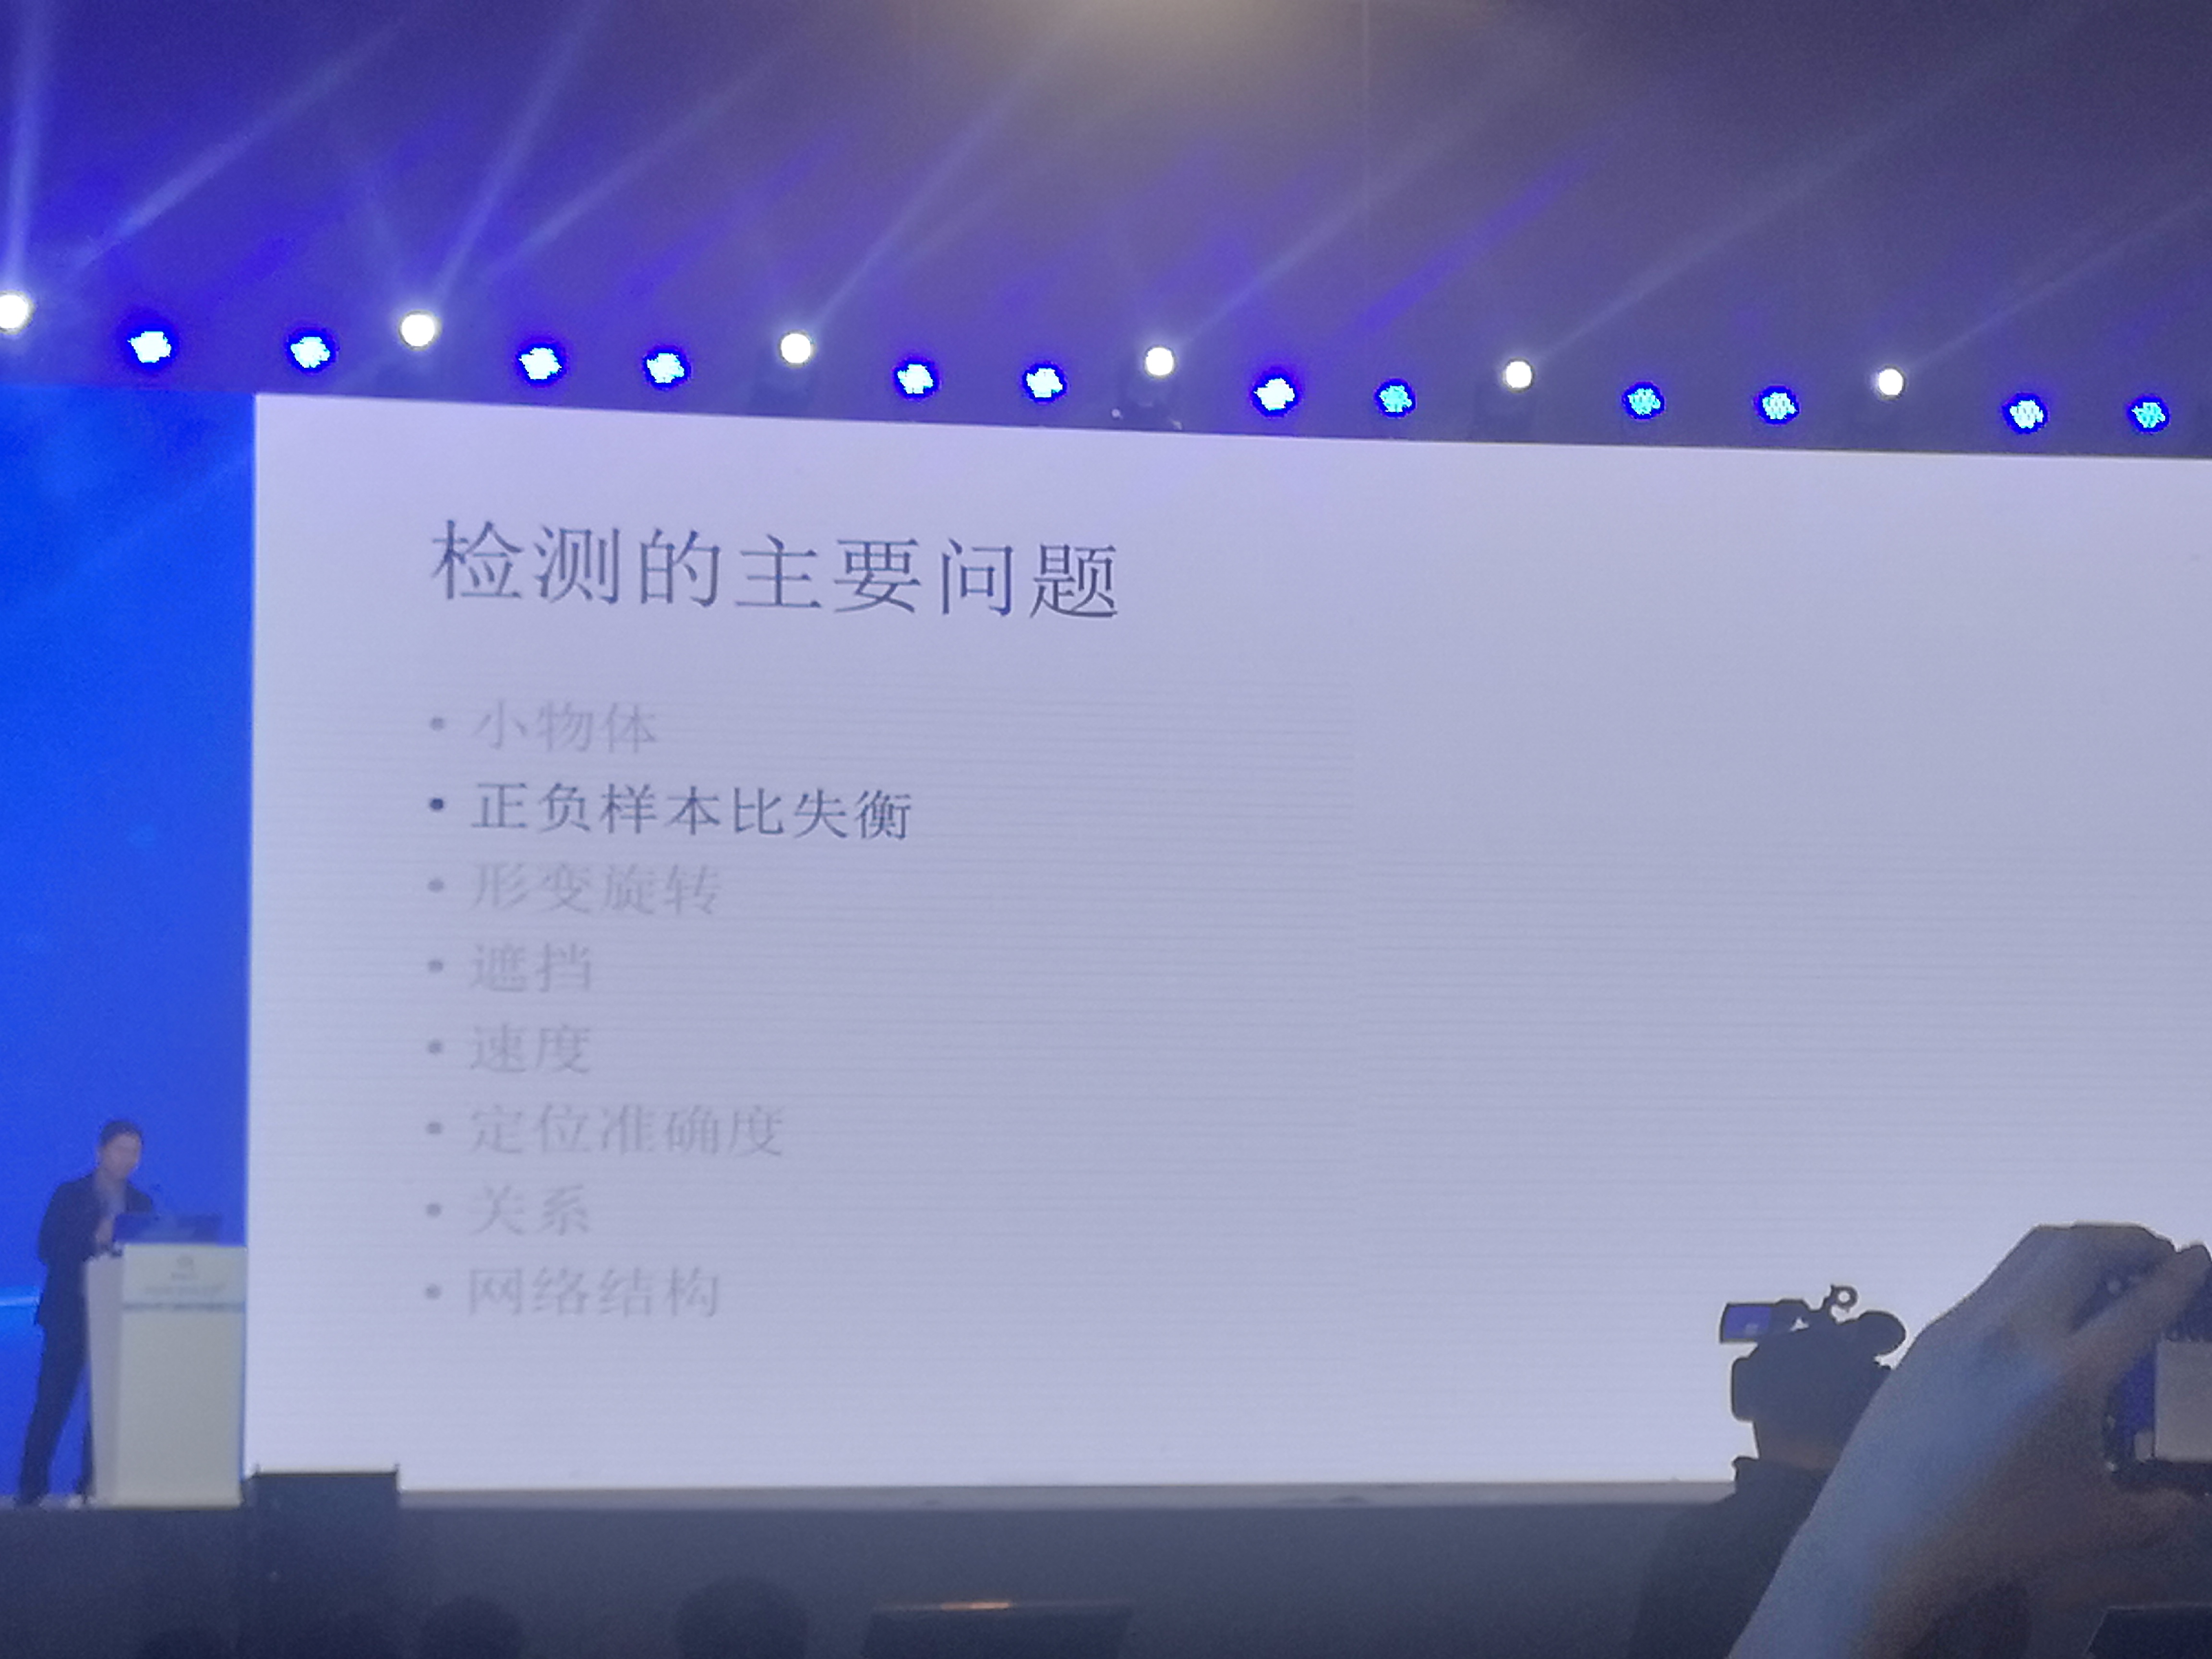 检测的主要问题
• 小物体
• 正负样本比失衡
• 形变旋转
• 遮挡
• 速度
• 定位准确度
• 关系
• 网络结构